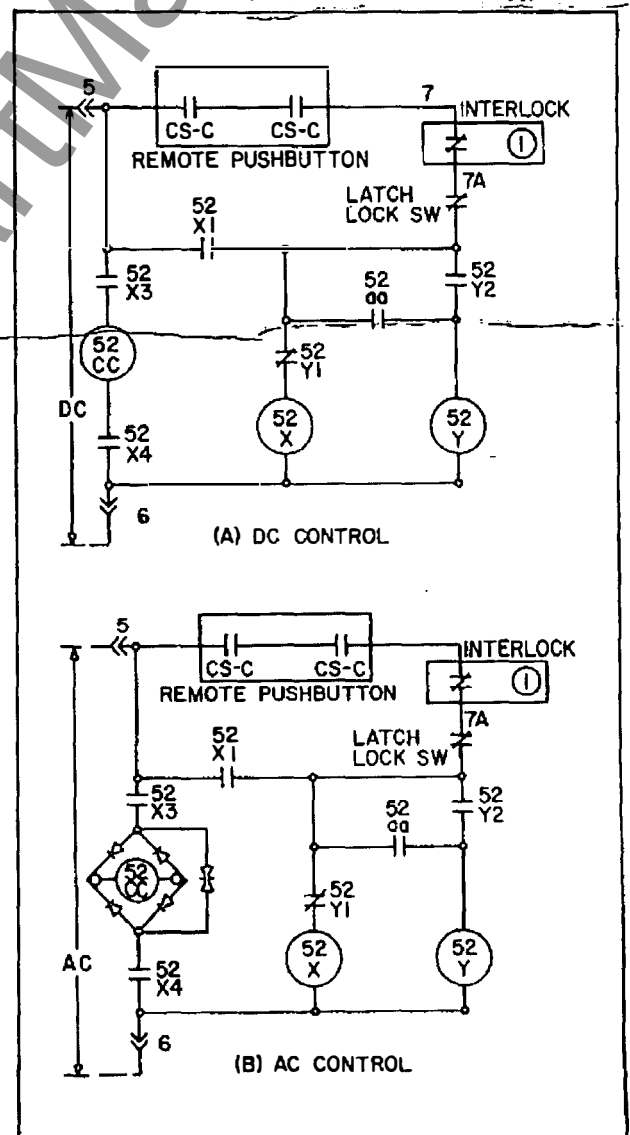 5
7
INTERLOCK
CS-C
CS-C
1
REMOTE PUSHBUTTON
7A
LATCH
LOCK SW
52
X1
52
X3
52
aa
52
Y2
52
CC
52
Y1
DC
52
X4
52
X
52
Y
6
(A) DC CONTROL
5
INTERLOCK
CS-C
CS-C
1
REMOTE PUSHBUTTON
7A
LATCH
LOCK SW
52
X1
52
X3
52
aa
52
Y2
52
CC
52
Y1
AC
52
X4
52
X
52
Y
6
(B) AC CONTROL